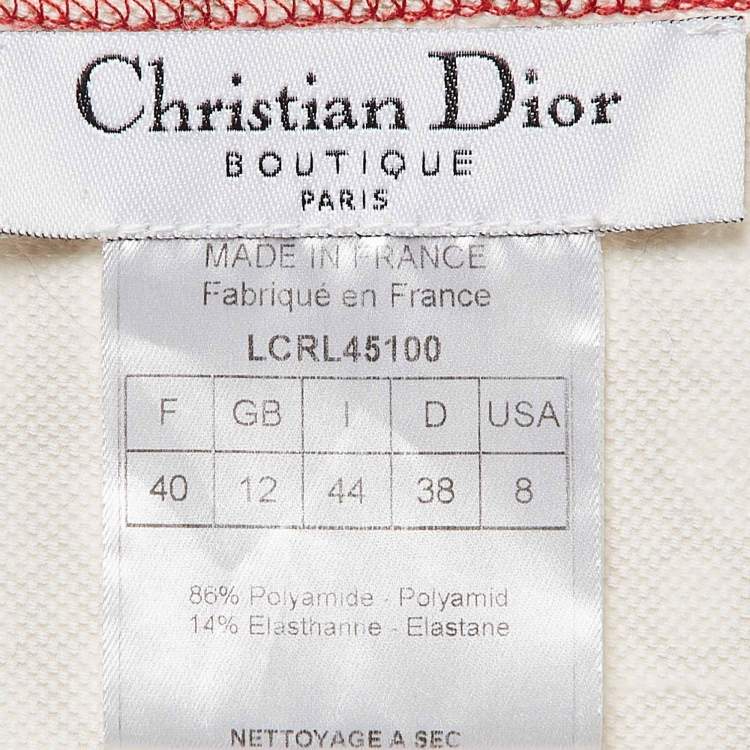 Christian Dior
BOUTIQUE
PARIS
MADE IN FRANCE
Fabriqué en France
LCRL45100
F GB I D USA
40 12 44 38 8
86% Polyamide - Polyamid
14% Elasthanne - Elastane
NETTOYAGE A SEC